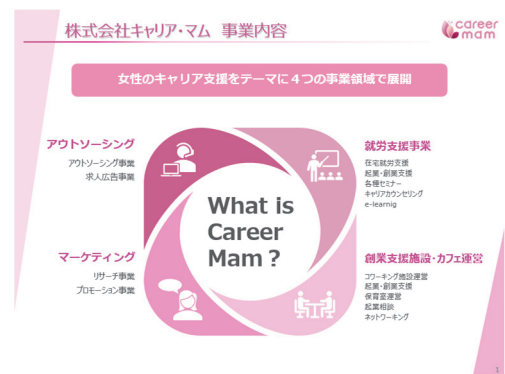 株式会社キャリア・マム 事業内容
career
mam
女性のキャリア支援をテーマに４つの事業領域で展開
アウトソーシング
アウトソーシング事業
求人広告事業
就労支援事業
在宅就労支援
起業・創業支援
各種セミナー
キャリアカウンセリング
e-learnig
What is
Career
Mam？
マーケティング
リサーチ事業
プロモーション事業
創業支援施設・カフェ運営
コワーキング施設運営
起業・創業支援
保育室運営
起業相談
ネットワーキング
1